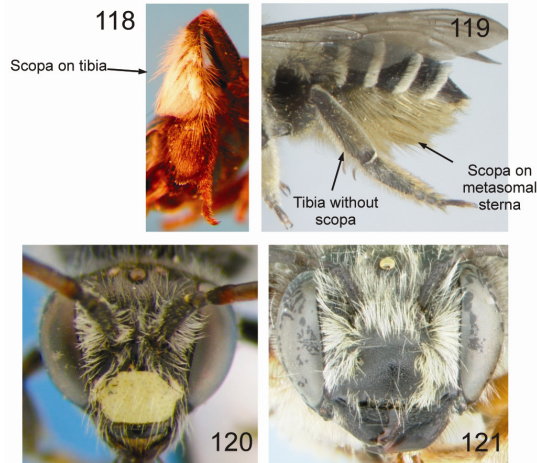 118
Scopa on tibia
119
Tibia without
scopa
Scopa on
metasomal
sterna
120
121